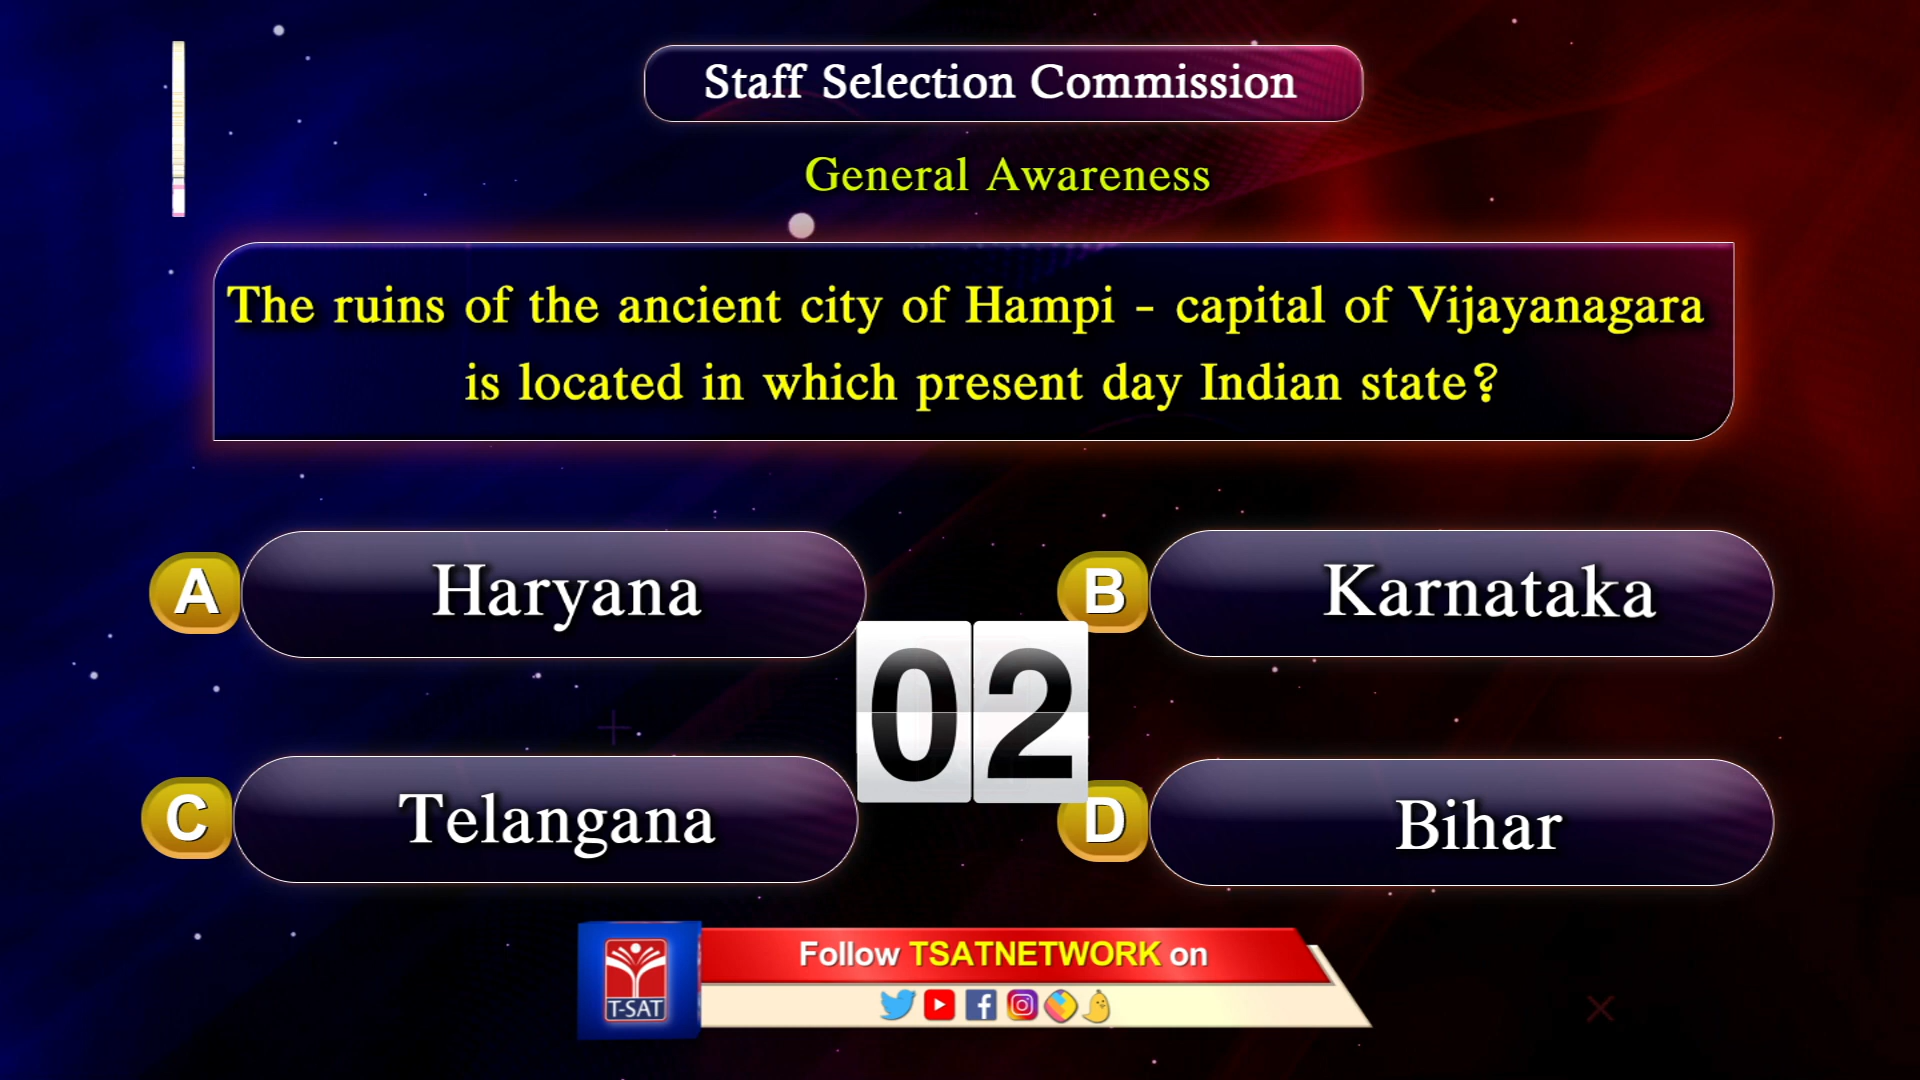 Staff Selection Commission
General Awareness
The ruins of the ancient city of Hampi - capital of Vijayanagara
is located in which present day Indian state?
A Haryana
B Karnataka
02
C Telangana
D Bihar
Follow TSATNETWORK on
T-SAT